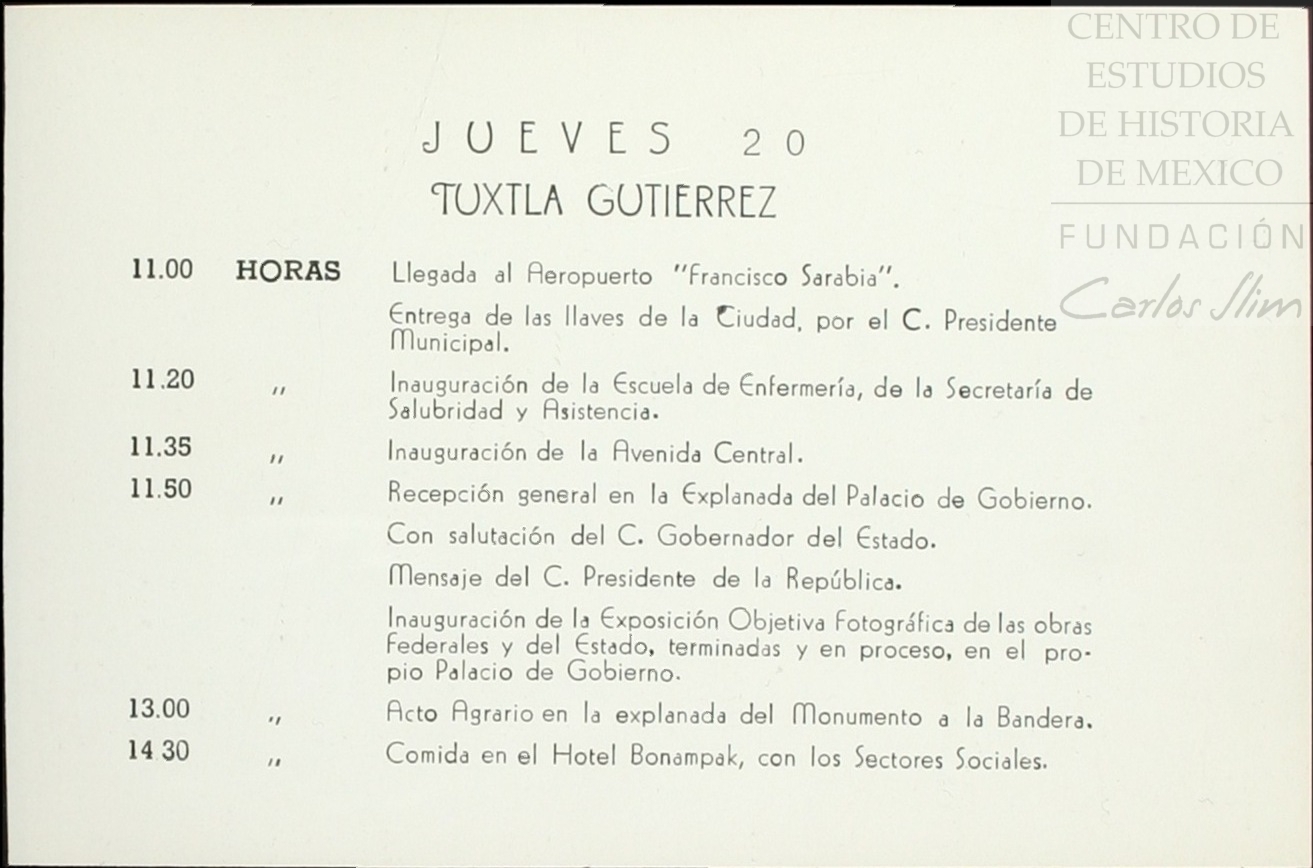 CENTRO DE
ESTUDIOS
DE HISTORIA
DE MEXICO
FUNDACIÓN
Carlos Slim
JUEVES 20
TUXTLA GUTIERREZ
11.00 HORAS Llegada al Aeropuerto "Francisco Sarabia".
Entrega de las llaves de la Ciudad, por el C. Presidente
Municipal.
11.20 ,, Inauguración de la Escuela de Enfermería, de la Secretaría de
Salubridad y Asistencia.
11.35 ,, Inauguración de la Avenida Central.
11.50 ,, Recepción general en la Explanada del Palacio de Gobierno.
Con salutación del C. Gobernador del Estado.
Mensaje del C. Presidente de la República.
Inauguración de la Exposición Objetiva Fotográfica de las obras
Federales y del Estado, terminadas y en proceso, en el pro-
pio Palacio de Gobierno.
13.00 ,, Acto Agrario en la explanada del Monumento a la Bandera.
14 30 ,, Comida en el Hotel Bonampak, con los Sectores Sociales.